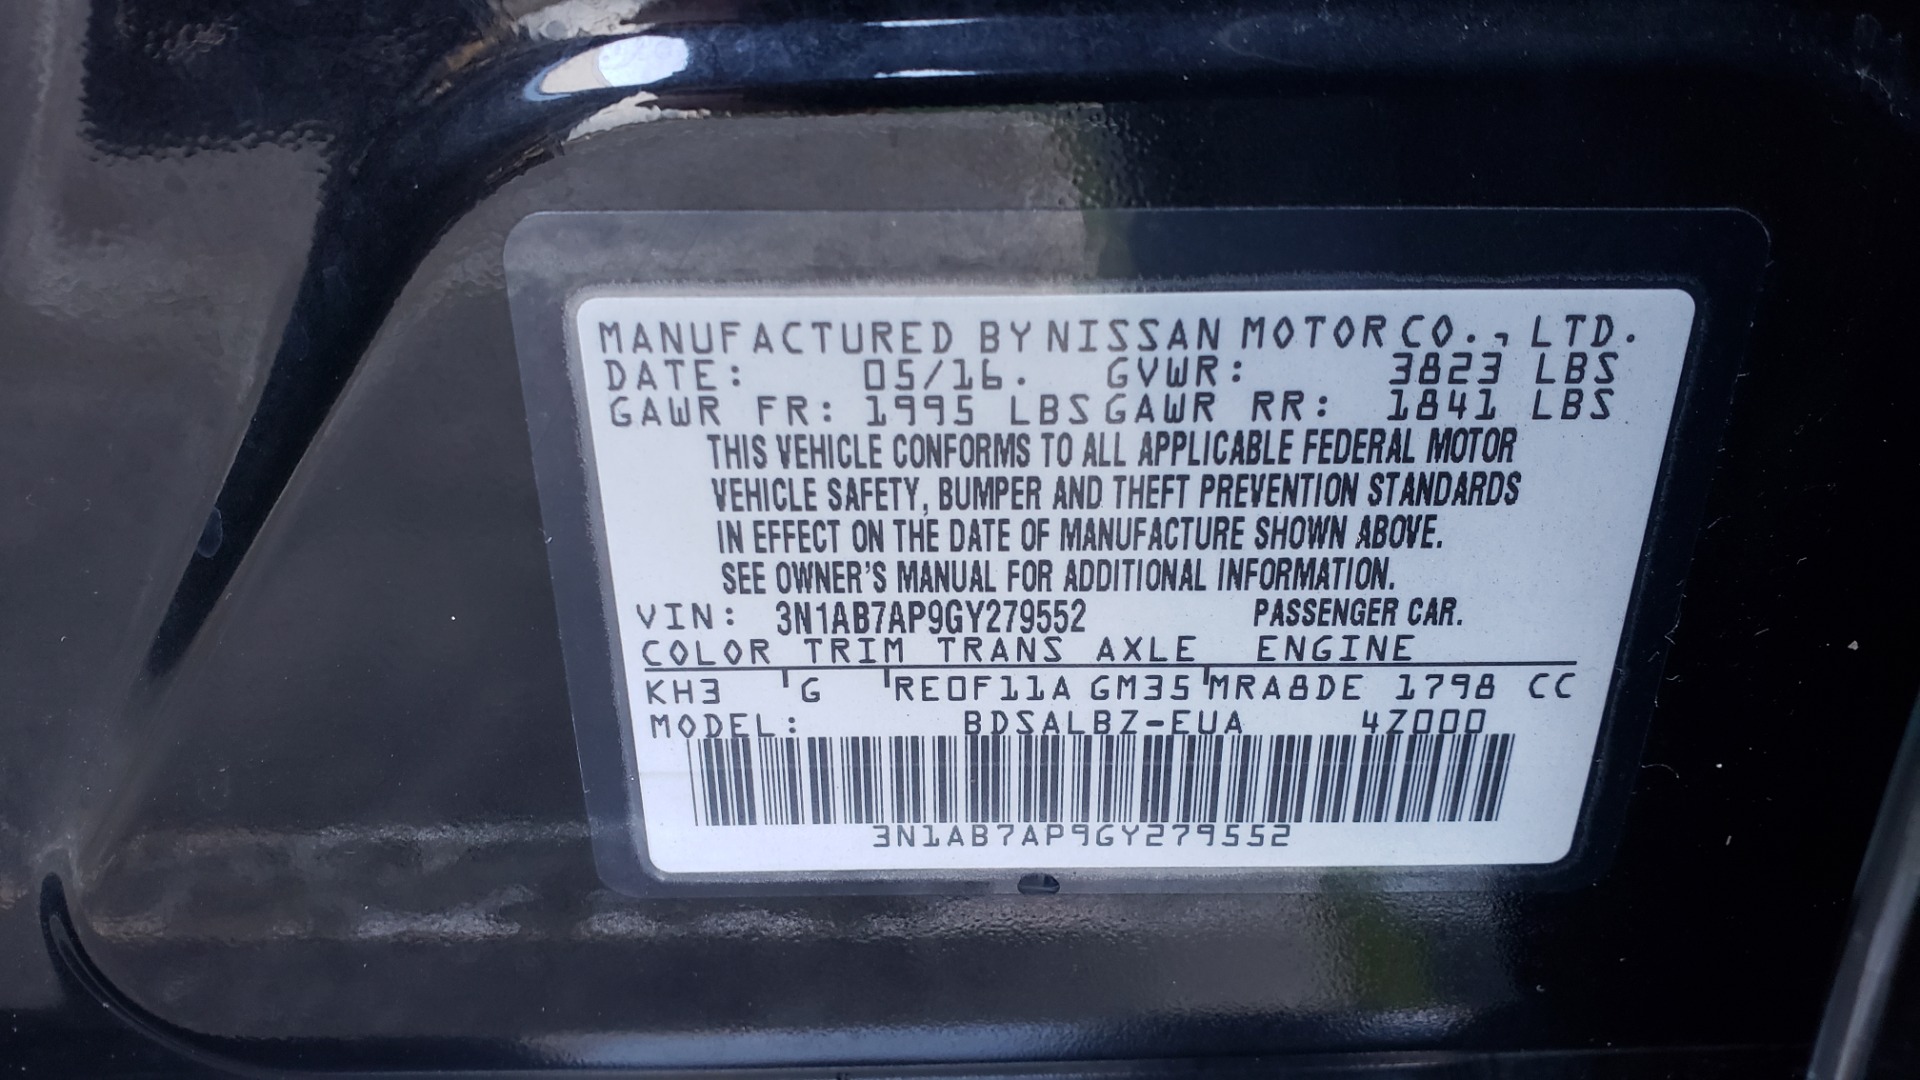 MANUFACTURED BY NISSAN MOTOR CO., LTD.
DATE: 05/16. GVWR: 3823 LBS
GAWR FR: 1995 LBS GAWR RR: 1841 LBS
THIS VEHICLE CONFORMS TO ALL APPLICABLE FEDERAL MOTOR
VEHICLE SAFETY, BUMPER AND THEFT PREVENTION STANDARDS
IN EFFECT ON THE DATE OF MANUFACTURE SHOWN ABOVE.
SEE OWNER'S MANUAL FOR ADDITIONAL INFORMATION.
VIN: 3N1AB7AP9GY279552 PASSENGER CAR.
COLOR TRIM TRANS AXLE ENGINE
KH3 G RE0F11A GM35 MRA8DE 1798 CC
MODEL: BDSALBZ-EUA 4Z000
3N1AB7AP9GY279552